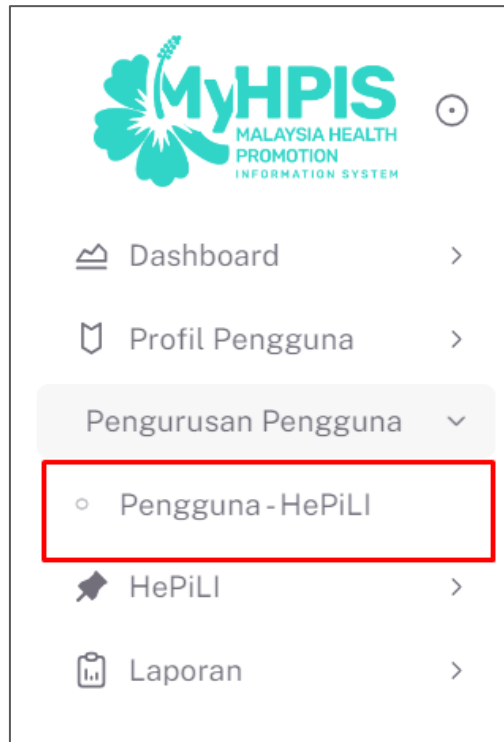 MyHPIS
MALAYSIA HEALTH
PROMOTION
INFORMATION SYSTEM
Dashboard
Profil Pengguna
Pengurusan Pengguna
Pengguna - HePiLI
HePiLI
Laporan